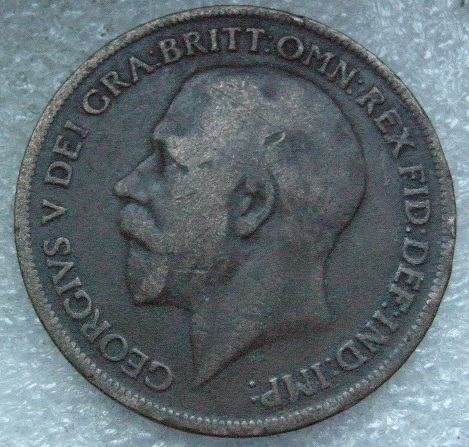 GEORGIVS V DEI GRA: BRITT: OMN: REX FID: DEF: IND: IMP: